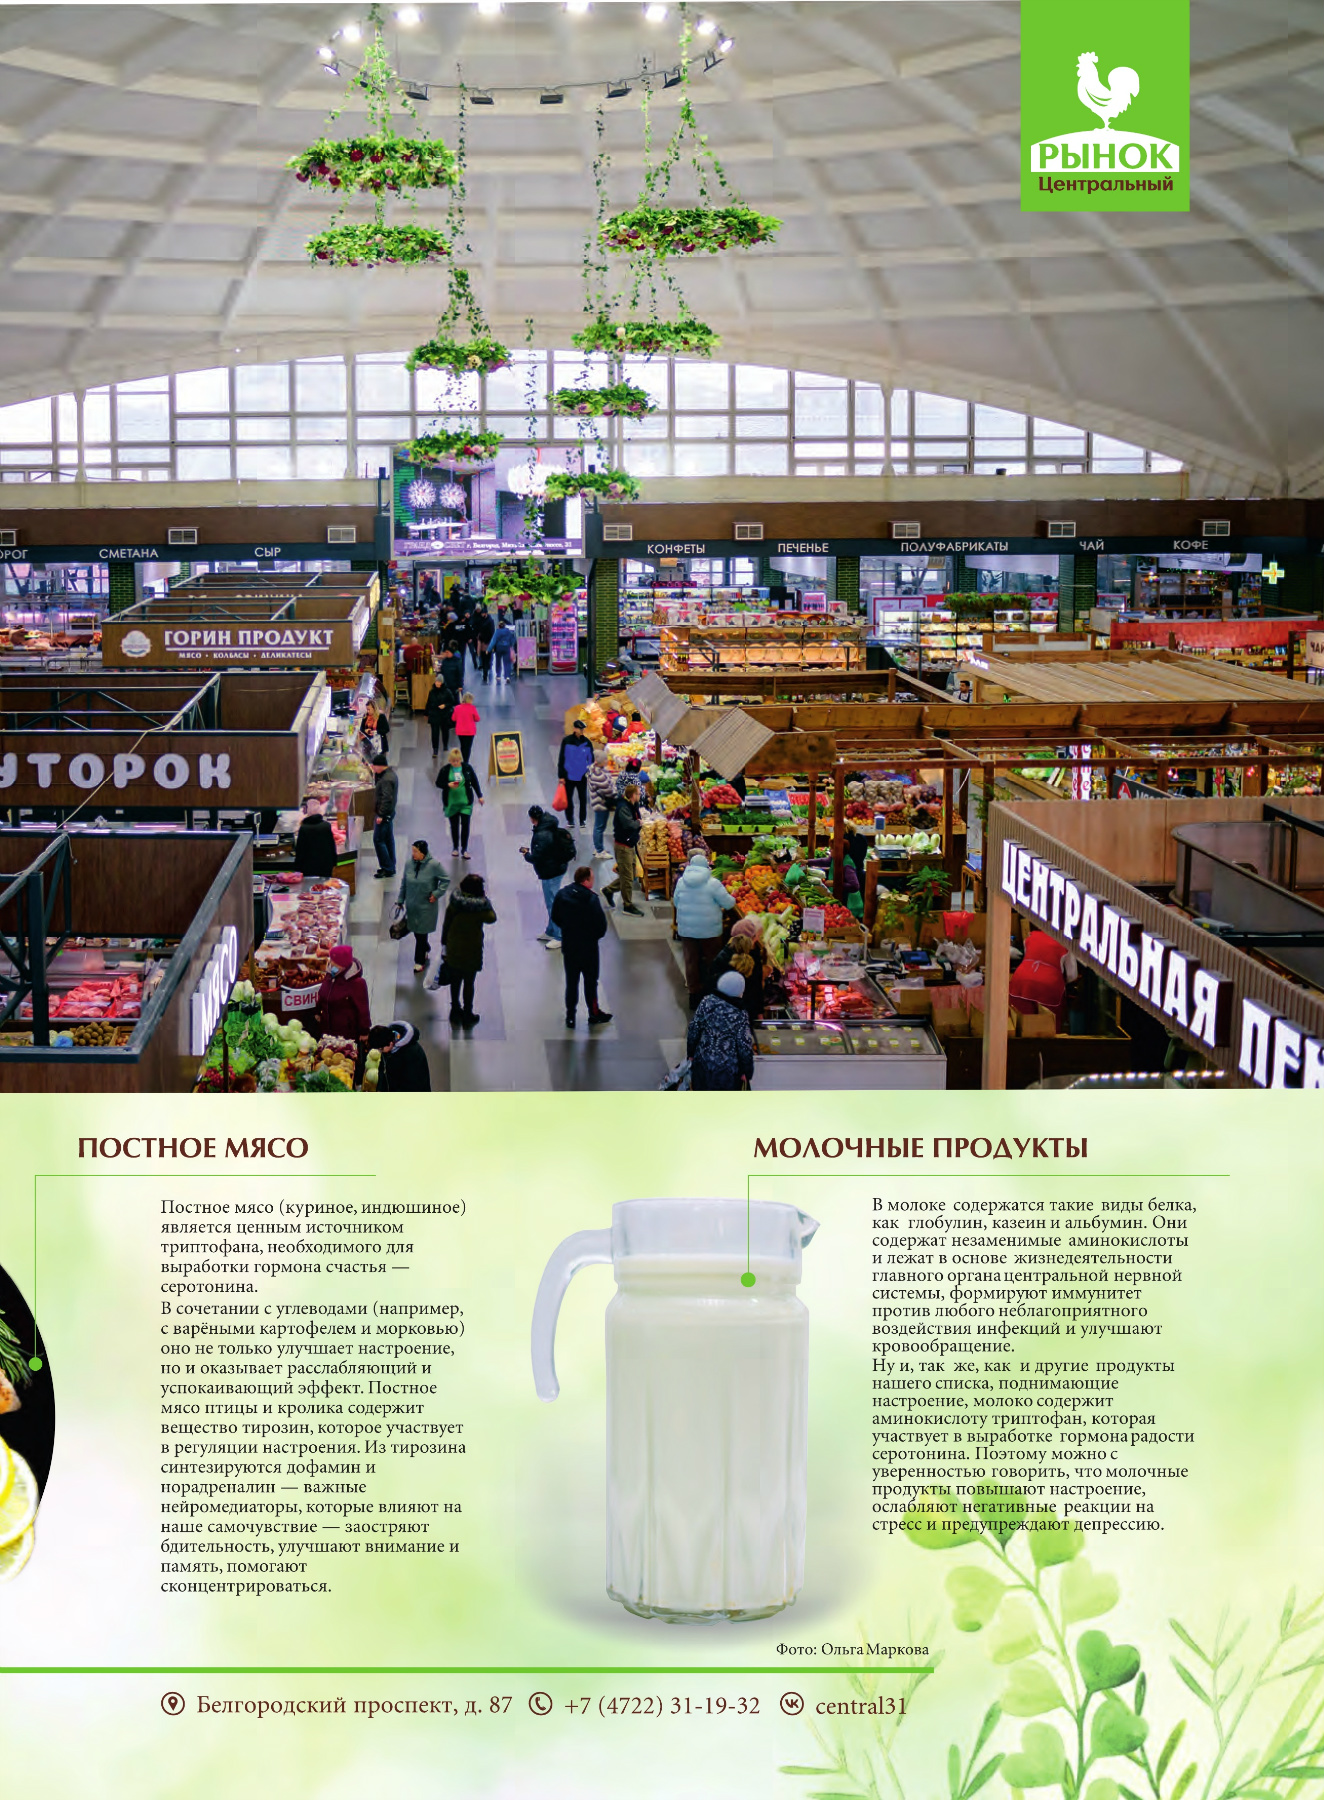 РЫНОК
Центральный
СМЕТАНА
СЫР
КОНФЕТЫ
ПЕЧЕНЬЕ
ПОЛУФАБРИКАТЫ
ЧАЙ
КОФЕ
ГОРИН ПРОДУКТ
МЯСО • КОЛБАСЫ • ДЕЛИКАТЕСЫ
УТОРОК
МЯСО
СВИН
ЦЕНТРАЛЬНАЯ ПЕК
ПОСТНОЕ МЯСО
Постное мясо (куриное, индюшиное)
является ценным источником
триптофана, необходимого для
выработки гормона счастья —
серотонина.
В сочетании с углеводами (например,
с варёными картофелем и морковью)
оно не только улучшает настроение,
но и оказывает расслабляющий и
успокаивающий эффект. Постное
мясо птицы и кролика содержит
вещество тирозин, которое участвует
в регуляции настроения. Из тирозина
синтезируются дофамин и
норадреналин — важные
нейромедиаторы, которые влияют на
наше самочувствие — заостряют
бдительность, улучшают внимание и
память, помогают
сконцентрироваться.
МОЛОЧНЫЕ ПРОДУКТЫ
В молоке содержатся такие виды белка,
как глобулин, казеин и альбумин. Они
содержат незаменимые аминокислоты
и лежат в основе жизнедеятельности
главного органа центральной нервной
системы, формируют иммунитет
против любого неблагоприятного
воздействия инфекций и улучшают
кровообращение.
Ну и, так же, как и другие продукты
нашего списка, поднимающие
настроение, молоко содержит
аминокислоту триптофан, которая
участвует в выработке гормона радости
серотонина. Поэтому можно с
уверенностью говорить, что молочные
продукты повышают настроение,
ослабляют негативные реакции на
стресс и предупреждают депрессию.
Фото: Ольга Маркова
Белгородский проспект, д. 87
+7 (4722) 31-19-32
central31